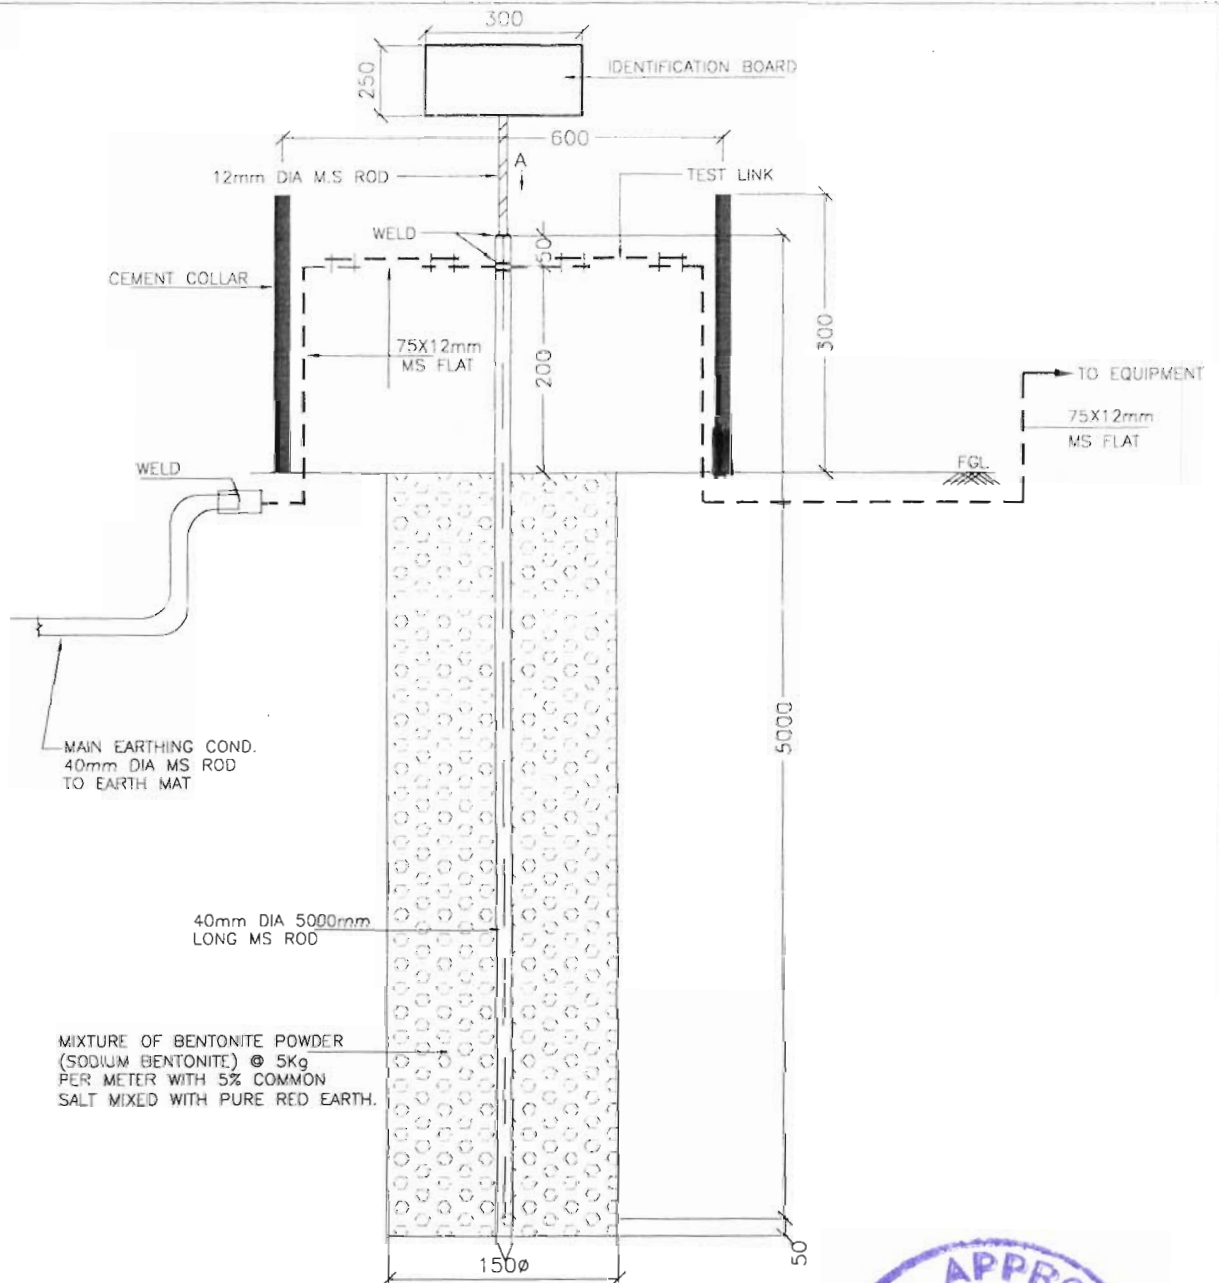 300
IDENTIFICATION BOARD
250
600
A
12mm DIA M.S ROD
TEST LINK
WELD
50
CEMENT COLLAR
300
75X12mm
MS FLAT
200
TO EQUIPMENT
75X12mm
MS FLAT
WELD
FGL
5000
MAIN EARTHING COND.
40mm DIA MS ROD
TO EARTH MAT
40mm DIA 5000mm
LONG MS ROD
MIXTURE OF BENTONITE POWDER
(SODIUM BENTONITE) @ 5Kg
PER METER WITH 5% COMMON
SALT MIXED WITH PURE RED EARTH.
50
150ø
APPR